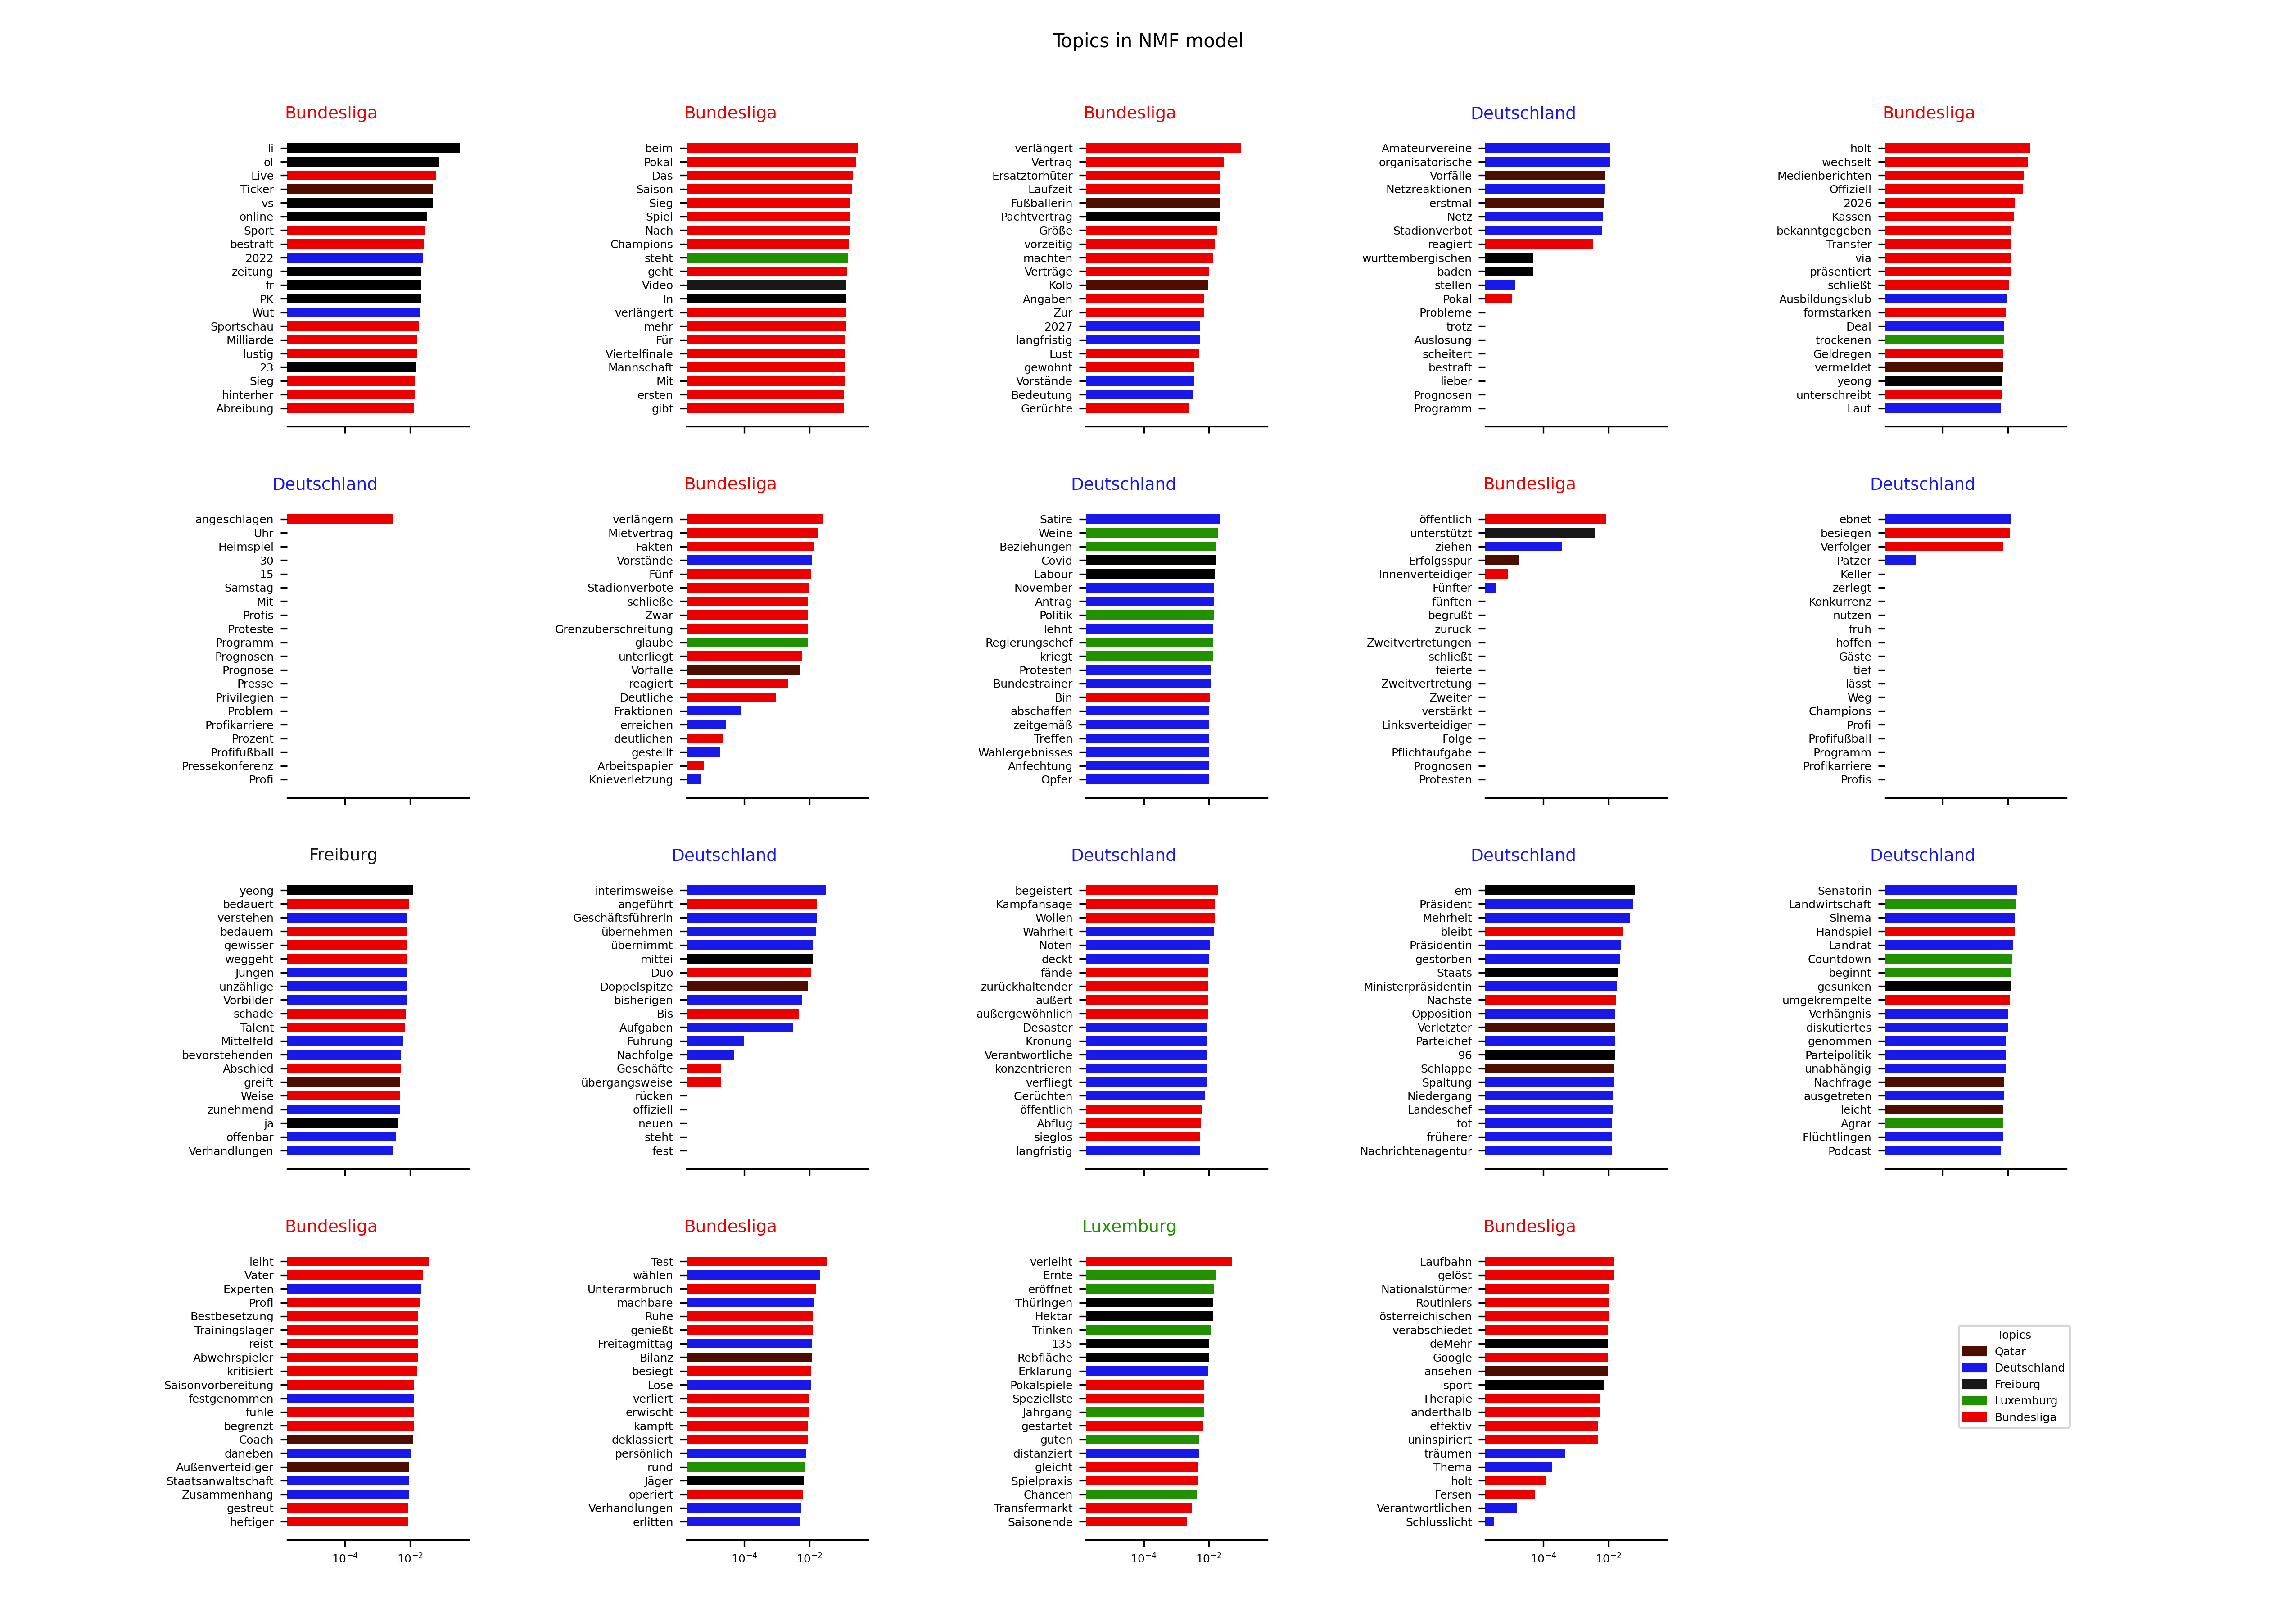 Topics in NMF model
Bundesliga
li
ol
Live
Ticker
vs
online
Sport
bestraft
2022
zeitung
fr
PK
Wut
Sportschau
Milliarde
lustig
23
Sieg
hinterher
Abreibung
Bundesliga
beim
Pokal
Das
Saison
Sieg
Spiel
Nach
Champions
steht
geht
Video
In
verlängert
mehr
Für
Viertelfinale
Mannschaft
Mit
ersten
gibt
Bundesliga
verlängert
Vertrag
Ersatztorhüter
Laufzeit
Fußballerin
Pachtvertrag
Größe
vorzeitig
machten
Verträge
Kolb
Angaben
Zur
2027
langfristig
Lust
gewohnt
Vorstände
Bedeutung
Gerüchte
Deutschland
Amateurvereine
organisatorische
Vorfälle
Netzreaktionen
erstmal
Netz
Stadionverbot
reagiert
württembergischen
baden
stellen
Pokal
Probleme
trotz
Auslosung
scheitert
bestraft
lieber
Prognosen
Programm
Bundesliga
holt
wechselt
Medienberichten
Offiziell
2026
Kassen
bekanntgegeben
Transfer
via
präsentiert
schließt
Ausbildungsklub
formstarken
Deal
trockenen
Geldregen
vermeldet
yeong
unterschreibt
Laut
Deutschland
angeschlagen
Uhr
Heimspiel
30
15
Samstag
Mit
Profis
Proteste
Programm
Prognosen
Prognose
Presse
Privilegien
Problem
Profikarriere
Prozent
Profifußball
Pressekonferenz
Profi
Bundesliga
verlängern
Mietvertrag
Fakten
Vorstände
Fünf
Stadionverbote
schließe
Zwar
Grenzüberschreitung
glaube
unterliegt
Vorfälle
reagiert
Deutliche
Fraktionen
erreichen
deutlichen
gestellt
Arbeitspapier
Knieverletzung
Deutschland
Satire
Weine
Beziehungen
Covid
Labour
November
Antrag
Politik
lehnt
Regierungschef
kriegt
Protesten
Bundestrainer
Bin
abschaffen
zeitgemäß
Treffen
Wahlergebnisses
Anfechtung
Opfer
Bundesliga
öffentlich
unterstützt
ziehen
Erfolgsspur
Innenverteidiger
Fünfter
fünften
begrüßt
zurück
Zweitvertretungen
schließt
feierte
Zweitvertretung
Zweiter
verstärkt
Linksverteidiger
Folge
Pflichtaufgabe
Prognosen
Protesten
Deutschland
ebnet
besiegen
Verfolger
Patzer
Keller
zerlegt
Konkurrenz
nutzen
früh
hoffen
Gäste
tief
lässt
Weg
Champions
Profi
Profifußball
Programm
Profikarriere
Profis
Freiburg
yeong
bedauert
verstehen
bedauern
gewisser
weggeht
Jungen
unzählige
Vorbilder
schade
Talent
Mittelfeld
bevorstehenden
Abschied
greift
Weise
zunehmend
ja
offenbar
Verhandlungen
Deutschland
interimsweise
angeführt
Geschäftsführerin
übernehmen
übernimmt
mittei
Duo
Doppelspitze
bisherigen
Bis
Aufgaben
Führung
Nachfolge
Geschäfte
übergangsweise
rücken
offiziell
neuen
steht
fest
Deutschland
begeistert
Kampfansage
Wollen
Wahrheit
Noten
deckt
fände
zurückhaltender
äußert
außergewöhnlich
Desaster
Krönung
Verantwortliche
konzentrieren
verfliegt
Gerüchten
öffentlich
Abflug
sieglos
langfristig
Deutschland
em
Präsident
Mehrheit
bleibt
Präsidentin
gestorben
Staats
Ministerpräsidentin
Nächste
Opposition
Verletzter
Parteichef
96
Schlappe
Spaltung
Niedergang
Landeschef
tot
früherer
Nachrichtenagentur
Deutschland
Senatorin
Landwirtschaft
Sinema
Handspiel
Landrat
Countdown
beginnt
gesunken
umgekrempelte
Verhängnis
diskutiertes
genommen
Parteipolitik
unabhängig
Nachfrage
ausgetreten
leicht
Agrar
Flüchtlingen
Podcast
Bundesliga
leiht
Vater
Experten
Profi
Bestbesetzung
Trainingslager
reist
Abwehrspieler
kritisiert
Saisonvorbereitung
festgenommen
fühle
begrenzt
Coach
daneben
Außenverteidiger
Staatsanwaltschaft
Zusammenhang
gestreut
heftiger
10⁻⁴ 10⁻²
Bundesliga
Test
wählen
Unterarmbruch
machbare
Ruhe
genießt
Freitagmittag
Bilanz
besiegt
Lose
verliert
erwischt
kämpft
deklassiert
persönlich
rund
Jäger
operiert
Verhandlungen
erlitten
10⁻⁴ 10⁻²
Luxemburg
verleiht
Ernte
eröffnet
Thüringen
Hektar
Trinken
135
Rebfläche
Erklärung
Pokalspiele
Speziellste
Jahrgang
gestartet
guten
distanziert
gleicht
Spielpraxis
Chancen
Transfermarkt
Saisonende
10⁻⁴ 10⁻²
Bundesliga
Laufbahn
gelöst
Nationalstürmer
Routiniers
österreichischen
verabschiedet
deMehr
Google
ansehen
sport
Therapie
anderthalb
effektiv
uninspiriert
träumen
Thema
holt
Fersen
Verantwortlichen
Schlusslicht
10⁻⁴ 10⁻²
Topics
Qatar
Deutschland
Freiburg
Luxemburg
Bundesliga